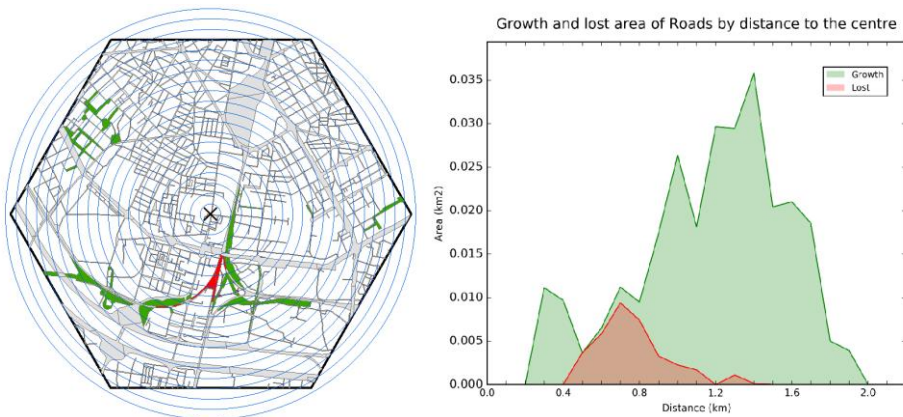 Growth and lost area of Roads by distance to the centre
0.035
0.030
0.025
0.020
0.015
0.010
0.005
0.000
Area (km2)
Growth
Lost
0.0 0.4 0.8 1.2 1.6 2.0
Distance (km)